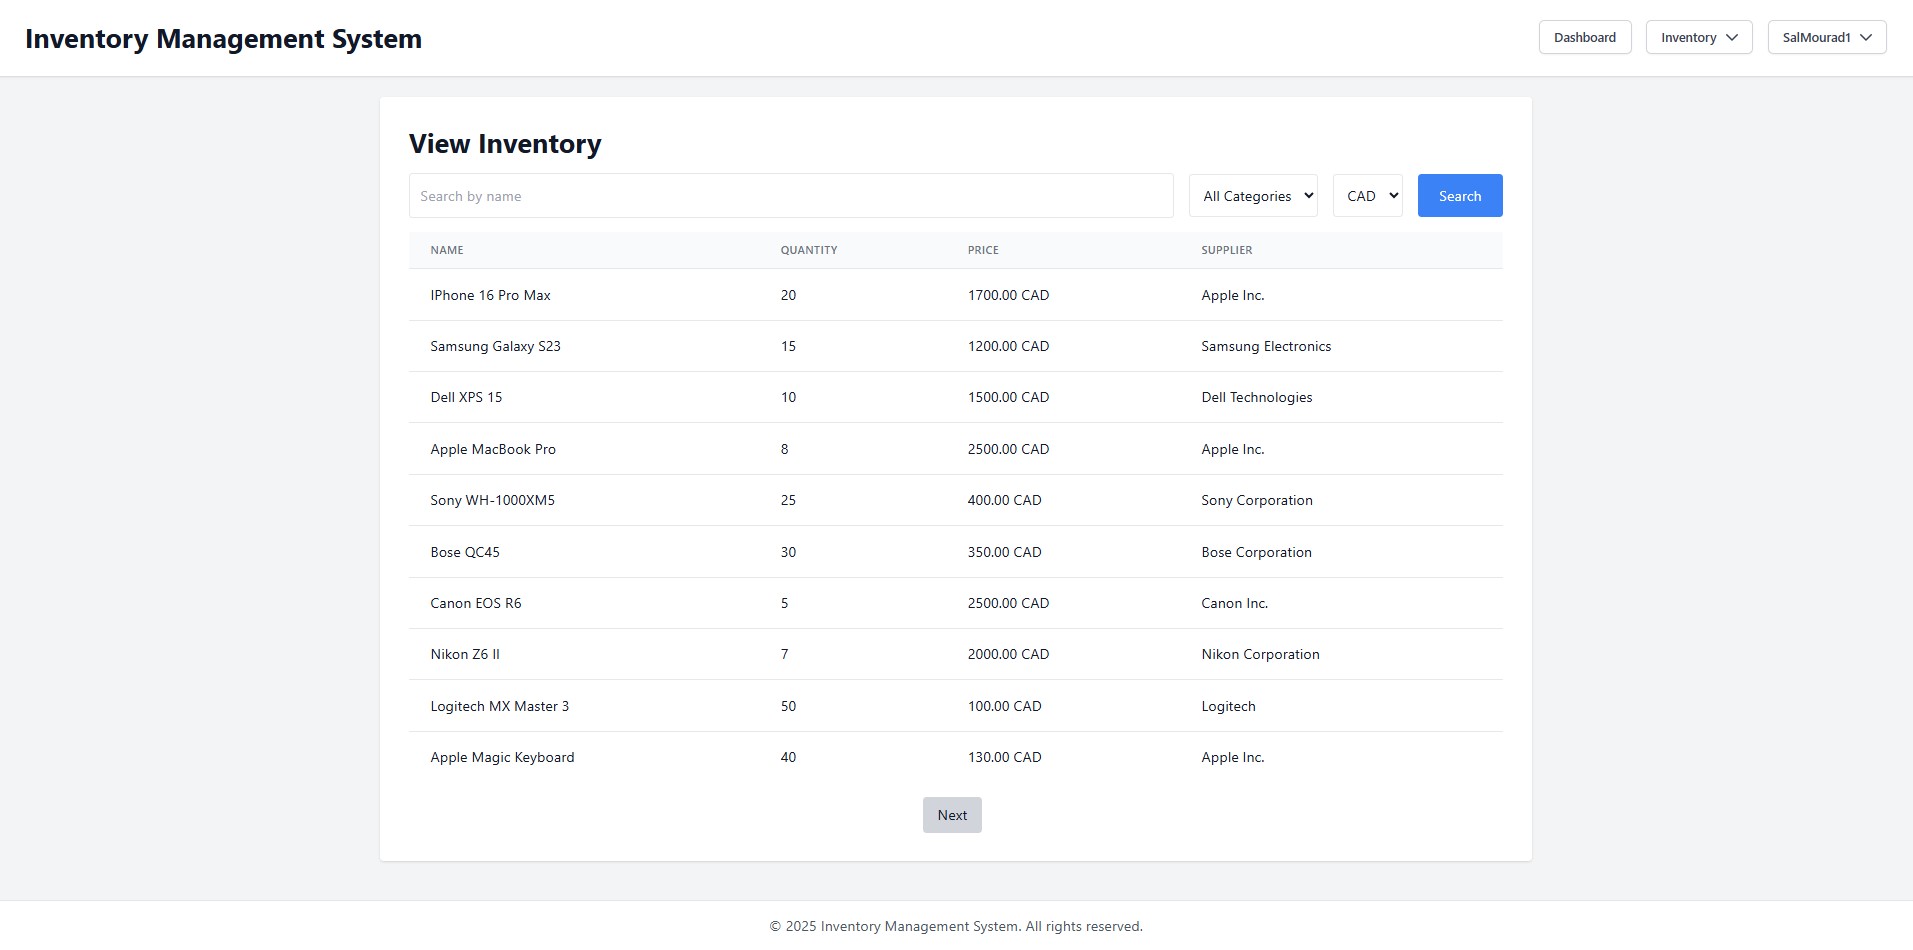 Inventory Management System
Dashboard
Inventory
SalMourad1
View Inventory
Search by name
All Categories
CAD
Search
NAME QUANTITY PRICE SUPPLIER
IPhone 16 Pro Max 20 1700.00 CAD Apple Inc.
Samsung Galaxy S23 15 1200.00 CAD Samsung Electronics
Dell XPS 15 10 1500.00 CAD Dell Technologies
Apple MacBook Pro 8 2500.00 CAD Apple Inc.
Sony WH-1000XM5 25 400.00 CAD Sony Corporation
Bose QC45 30 350.00 CAD Bose Corporation
Canon EOS R6 5 2500.00 CAD Canon Inc.
Nikon Z6 II 7 2000.00 CAD Nikon Corporation
Logitech MX Master 3 50 100.00 CAD Logitech
Apple Magic Keyboard 40 130.00 CAD Apple Inc.
Next
© 2025 Inventory Management System. All rights reserved.